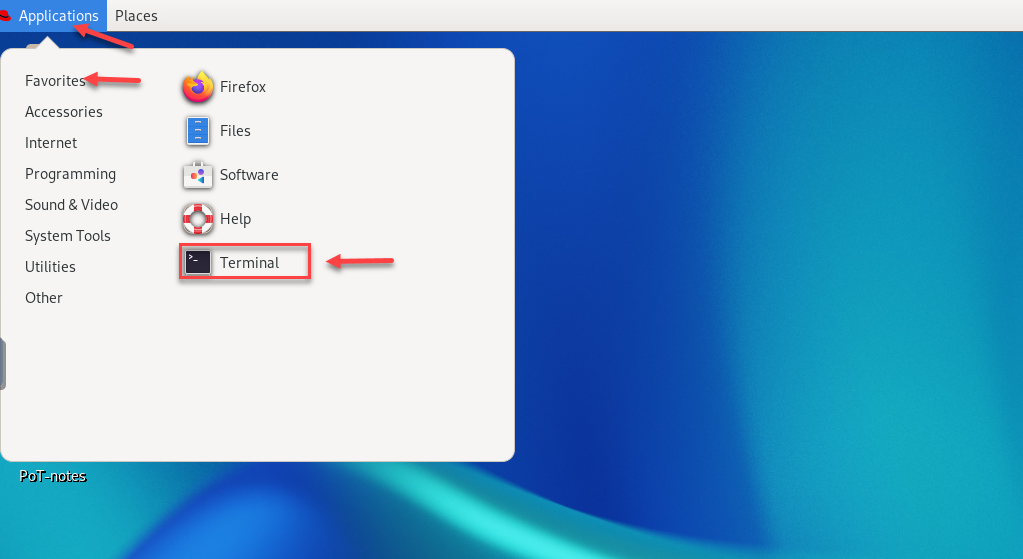 Applications Places
Favorites
Accessories
Internet
Programming
Sound & Video
System Tools
Utilities
Other
Firefox
Files
Software
Help
>_ Terminal
PoT-notes